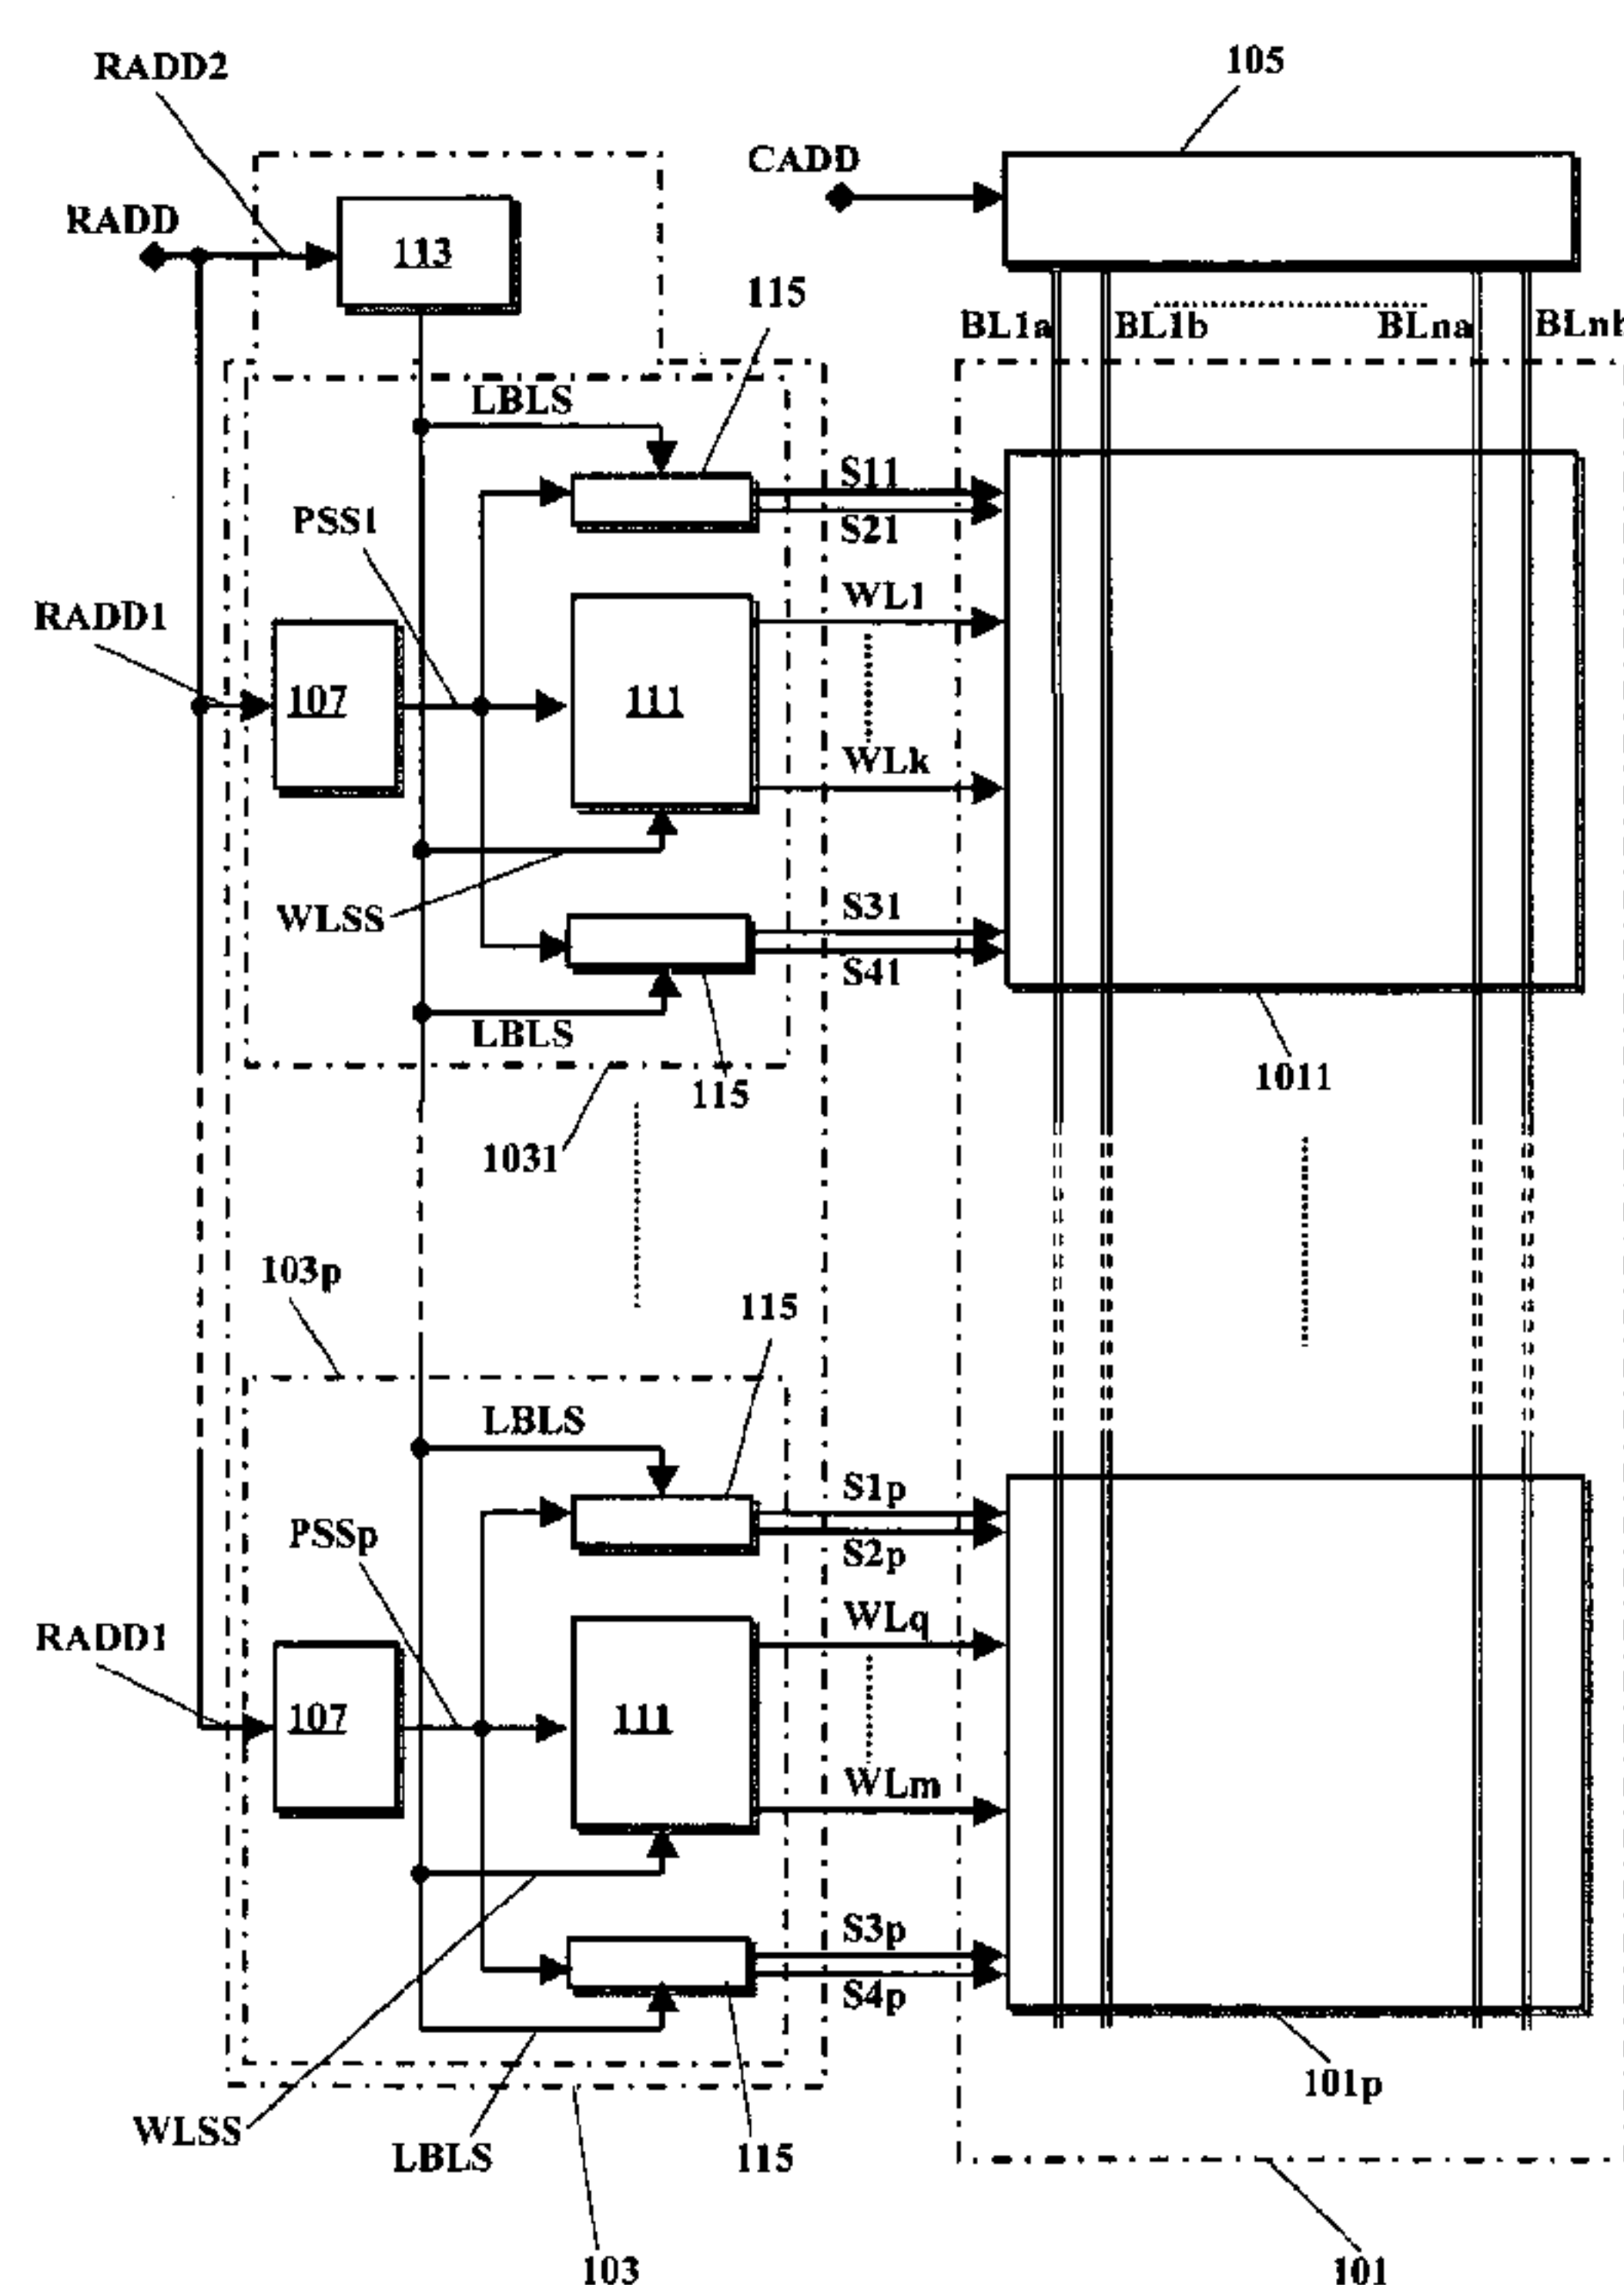 RADD2
105
CADD
RADD
113
115
BL1a
BL1b
BLna
LBLS
S11
S21
PSS1
WL1
RADD1
107
111
WLk
WLSS
S31
S41
LBLS
1011
115
1031
103p
115
LBLS
S1p
S2p
PSSp
WLq
RADD1
107
111
WLm
S3p
S4p
101p
WLSS
LBLS
115
103
101